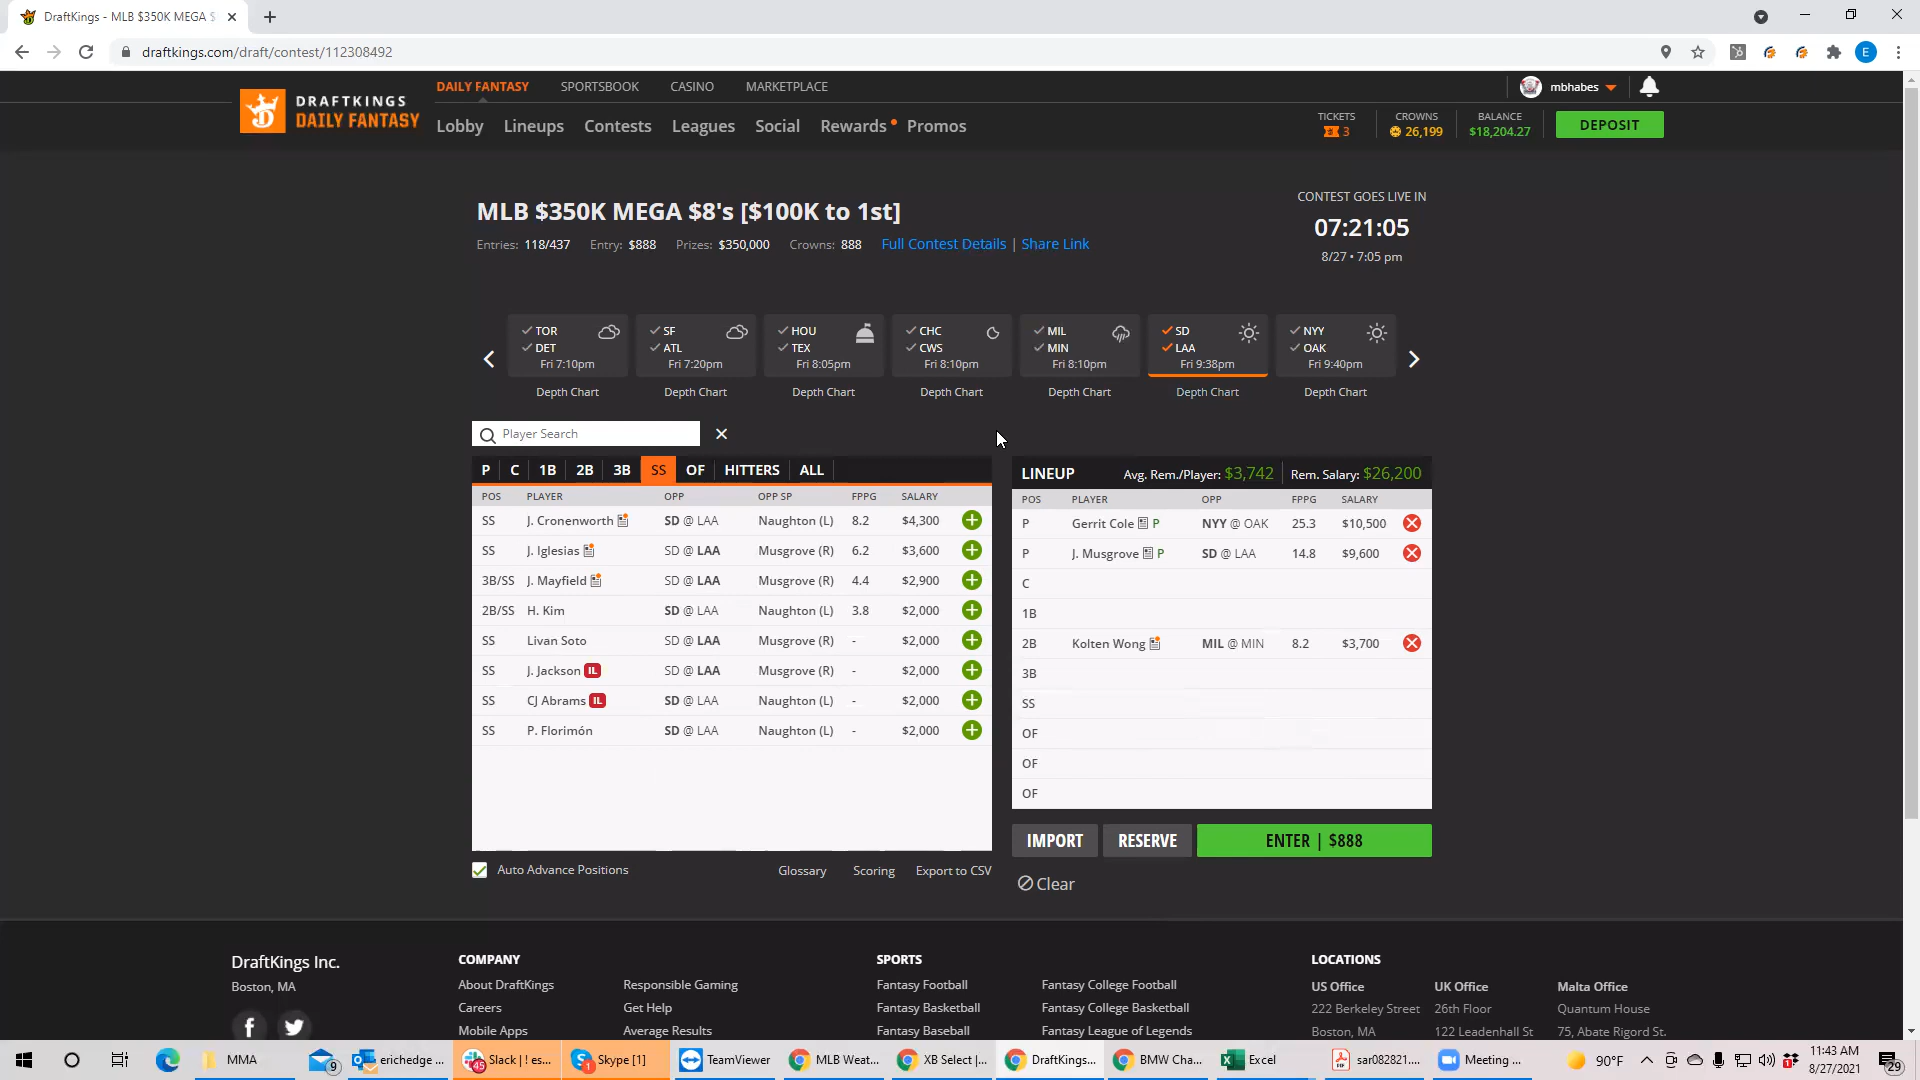 DraftKings - MLB $350K MEGA $
draftkings.com/draft/contest/112308492
E
DRAFTKINGS
DAILY FANTASY
DAILY FANTASY SPORTSBOOK CASINO MARKETPLACE
mbhabes
Lobby Lineups Contests Leagues Social Rewards Promos
TICKETS 3
CROWNS 26,199
BALANCE $18,204.27
DEPOSIT
MLB $350K MEGA $8's [$100K to 1st]
Entries: 118/437 Entry: $888 Prizes: $350,000 Crowns: 888 Full Contest Details | Share Link
CONTEST GOES LIVE IN
07:21:05
8/27 • 7:05 pm
TOR
DET
Fri 7:10pm
Depth Chart
SF
ATL
Fri 7:20pm
Depth Chart
HOU
TEX
Fri 8:05pm
Depth Chart
CHC
CWS
Fri 8:10pm
Depth Chart
MIL
MIN
Fri 8:10pm
Depth Chart
SD
LAA
Fri 9:38pm
Depth Chart
NYY
OAK
Fri 9:40pm
Depth Chart
Player Search
P C 1B 2B 3B SS OF HITTERS ALL
POS PLAYER OPP OPP SP FPPG SALARY
SS J. Cronenworth SD @ LAA Naughton (L) 8.2 $4,300
SS J. Iglesias SD @ LAA Musgrove (R) 6.2 $3,600
3B/SS J. Mayfield SD @ LAA Musgrove (R) 4.4 $2,900
2B/SS H. Kim SD @ LAA Naughton (L) 3.8 $2,000
SS Livan Soto SD @ LAA Musgrove (R) - $2,000
SS J. Jackson IL SD @ LAA Musgrove (R) - $2,000
SS CJ Abrams IL SD @ LAA Naughton (L) - $2,000
SS P. Florimón SD @ LAA Naughton (L) - $2,000
Auto Advance Positions Glossary Scoring Export to CSV
LINEUP Avg. Rem./Player: $3,742 Rem. Salary: $26,200
POS PLAYER OPP FPPG SALARY
P Gerrit Cole P NYY @ OAK 25.3 $10,500
P J. Musgrove P SD @ LAA 14.8 $9,600
C
1B
2B Kolten Wong MIL @ MIN 8.2 $3,700
3B
SS
OF
OF
OF
IMPORT RESERVE ENTER | $888
Clear
DraftKings Inc.
Boston, MA
COMPANY
About DraftKings Responsible Gaming
Careers Get Help
Mobile Apps Average Results
SPORTS
Fantasy Football Fantasy College Football
Fantasy Basketball Fantasy College Basketball
Fantasy Baseball Fantasy League of Legends
LOCATIONS
US Office UK Office Malta Office
222 Berkeley Street 26th Floor Quantum House
Boston, MA 122 Leadenhall St 75, Abate Rigord St.
MMA 9 erichedge ... 45 Slack | ! es... Skype [1] TeamViewer MLB Weat... XB Select |... DraftKings... BMW Cha... Excel sar082821.... Meeting ... 90°F
11:43 AM
8/27/2021
29